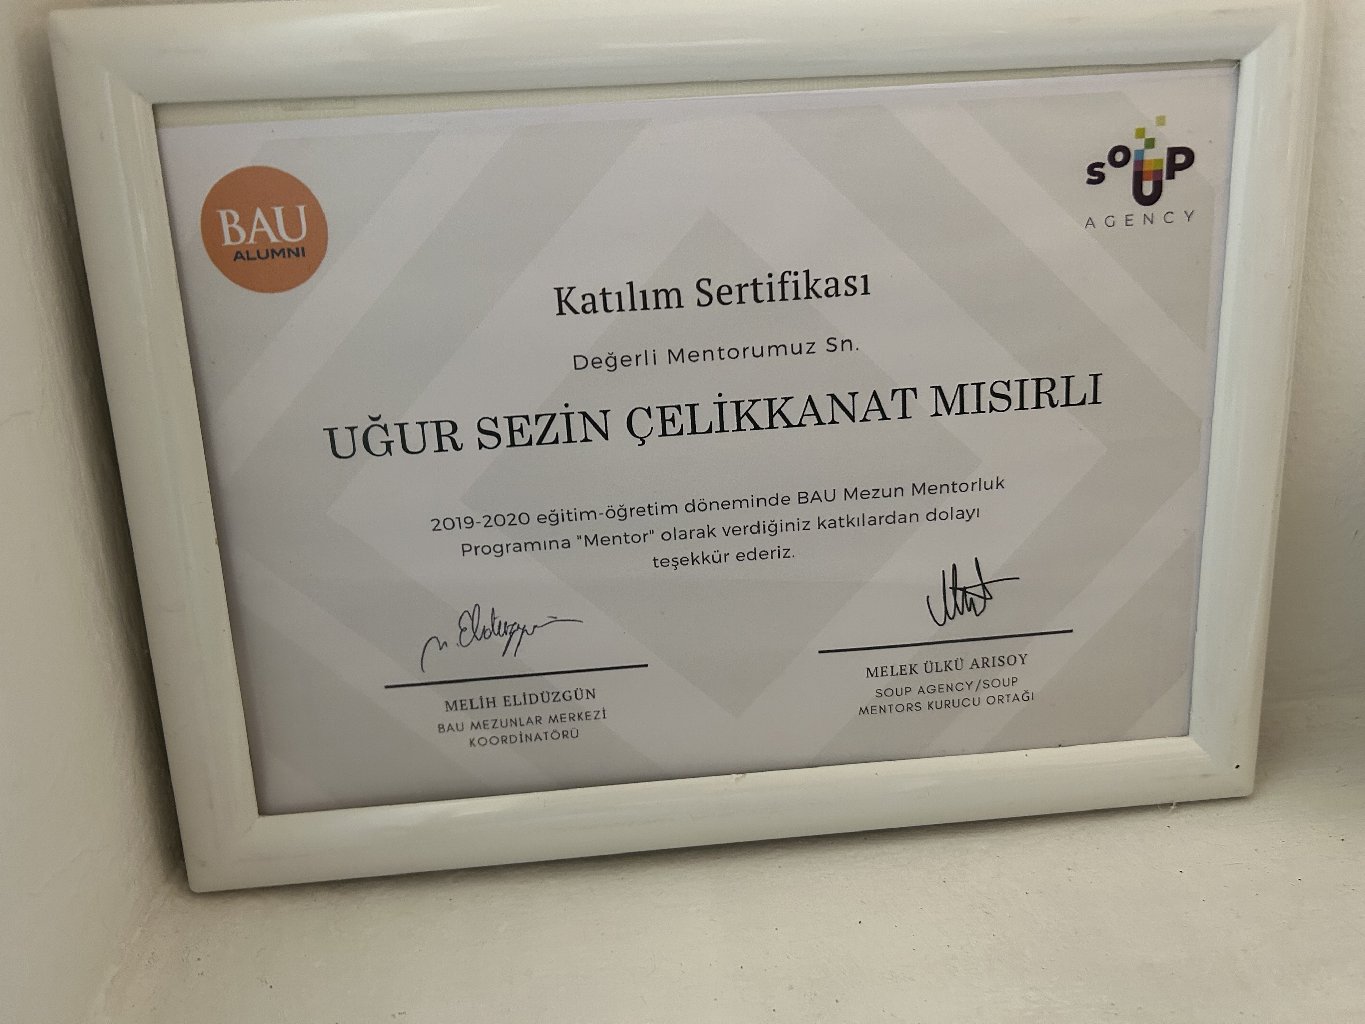 BAU
ALUMNI
SOUP
AGENCY
Katılım Sertifikası
Değerli Mentorumuz Sn.
UĞUR SEZİN ÇELİKKANAT MISIRLI
2019-2020 eğitim-öğretim döneminde BAU Mezun Mentorluk
Programına "Mentor" olarak verdiğiniz katkılardan dolayı
teşekkür ederiz.
MELİH ELİDÜZGÜN
BAU MEZUNLAR MERKEZİ
KOORDİNATÖRÜ
MELEK ÜLKÜ ARISOY
SOUP AGENCY/SOUP
MENTORS KURUCU ORTAĞI